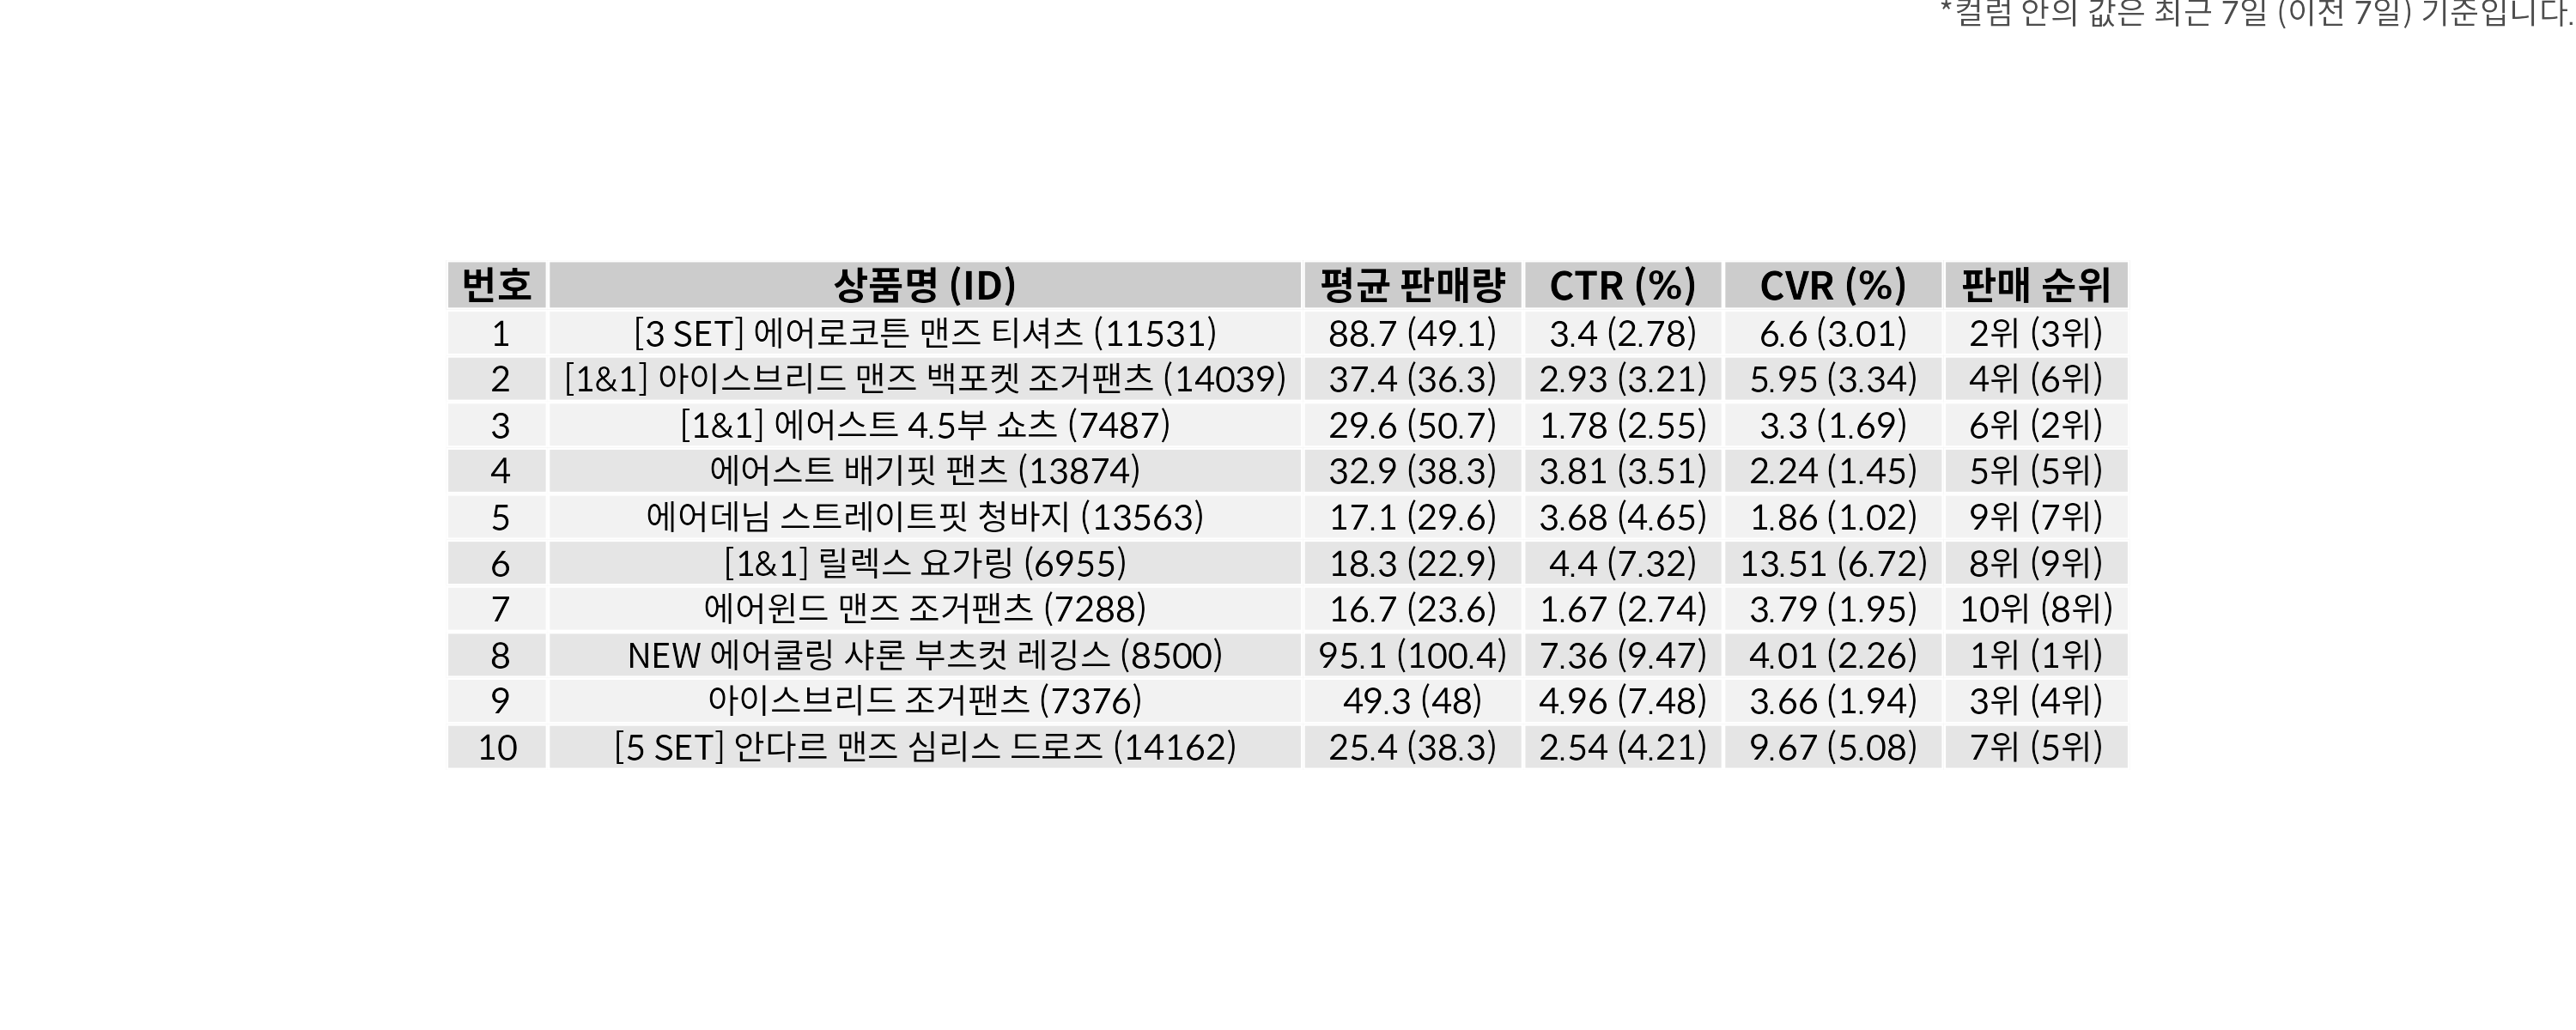 *컬럼 안의 값은 최근 7일 (이전 7일) 기준입니다.
번호 상품명 (ID) 평균 판매량 CTR (%) CVR (%) 판매 순위
1 [3 SET] 에어로코튼 맨즈 티셔츠 (11531) 88.7 (49.1) 3.4 (2.78) 6.6 (3.01) 2위 (3위)
2 [1&1] 아이스브리드 맨즈 백포켓 조거팬츠 (14039) 37.4 (36.3) 2.93 (3.21) 5.95 (3.34) 4위 (6위)
3 [1&1] 에어스트 4.5부 쇼츠 (7487) 29.6 (50.7) 1.78 (2.55) 3.3 (1.69) 6위 (2위)
4 에어스트 배기핏 팬츠 (13874) 32.9 (38.3) 3.81 (3.51) 2.24 (1.45) 5위 (5위)
5 에어데님 스트레이트핏 청바지 (13563) 17.1 (29.6) 3.68 (4.65) 1.86 (1.02) 9위 (7위)
6 [1&1] 릴렉스 요가링 (6955) 18.3 (22.9) 4.4 (7.32) 13.51 (6.72) 8위 (9위)
7 에어윈드 맨즈 조거팬츠 (7288) 16.7 (23.6) 1.67 (2.74) 3.79 (1.95) 10위 (8위)
8 NEW 에어쿨링 샤론 부츠컷 레깅스 (8500) 95.1 (100.4) 7.36 (9.47) 4.01 (2.26) 1위 (1위)
9 아이스브리드 조거팬츠 (7376) 49.3 (48) 4.96 (7.48) 3.66 (1.94) 3위 (4위)
10 [5 SET] 안다르 맨즈 심리스 드로즈 (14162) 25.4 (38.3) 2.54 (4.21) 9.67 (5.08) 7위 (5위)